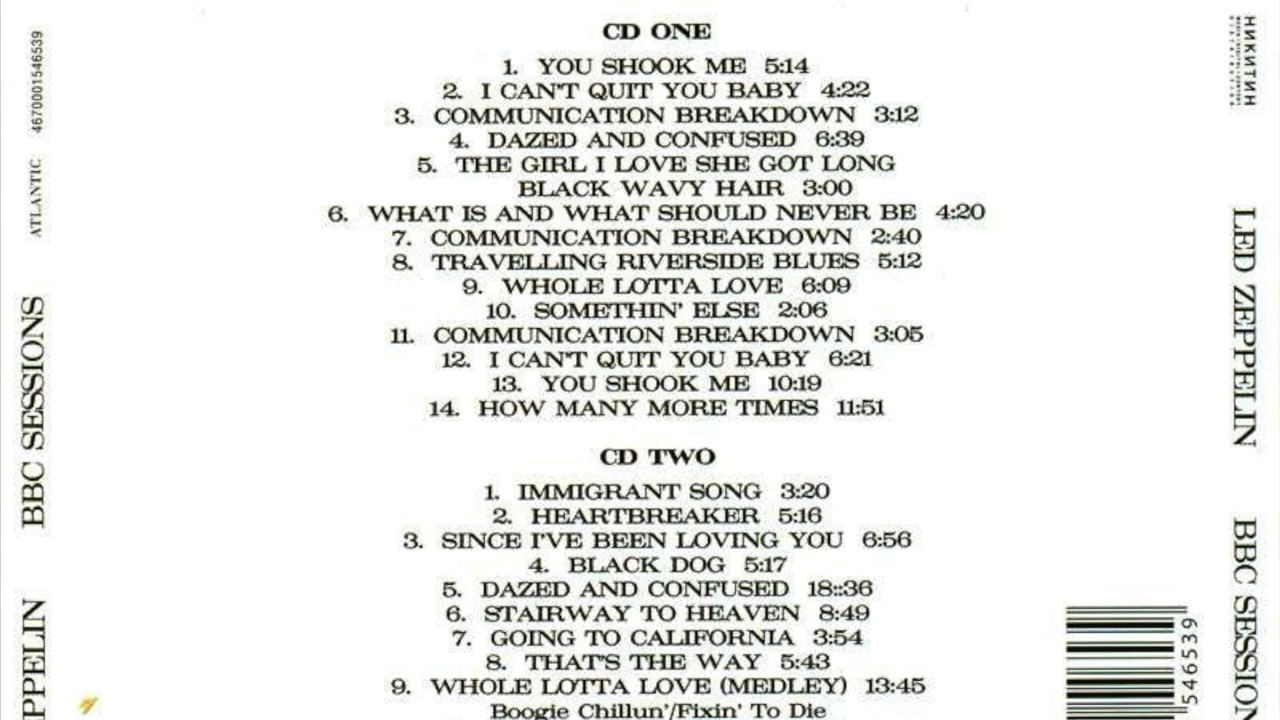 CD ONE
1. YOU SHOOK ME 5:14
2. I CAN'T QUIT YOU BABY 4:22
3. COMMUNICATION BREAKDOWN 3:12
4. DAZED AND CONFUSED 6:39
5. THE GIRL I LOVE SHE GOT LONG
BLACK WAVY HAIR 3:00
6. WHAT IS AND WHAT SHOULD NEVER BE 4:20
7. COMMUNICATION BREAKDOWN 2:40
8. TRAVELLING RIVERSIDE BLUES 5:12
9. WHOLE LOTTA LOVE 6:09
10. SOMETHIN' ELSE 2:06
11. COMMUNICATION BREAKDOWN 3:05
12. I CAN'T QUIT YOU BABY 6:21
13. YOU SHOOK ME 10:19
14. HOW MANY MORE TIMES 11:51
CD TWO
1. IMMIGRANT SONG 3:20
2. HEARTBREAKER 5:16
3. SINCE I'VE BEEN LOVING YOU 6:56
4. BLACK DOG 5:17
5. DAZED AND CONFUSED 18::36
6. STAIRWAY TO HEAVEN 8:49
7. GOING TO CALIFORNIA 3:54
8. THAT'S THE WAY 5:43
9. WHOLE LOTTA LOVE (MEDLEY) 13:45
Boogie Chillun'/Fixin' To Die
PPELIN BBC SESSIONS ATLANTIC 4670001546539
НИКИТИН
LED ZEPPELIN BBC SESSION
546539